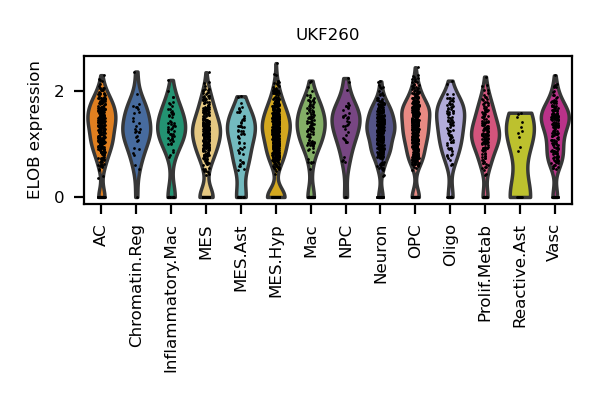 UKF260
ELOB expression
2
0
AC
Chromatin.Reg
Inflammatory.Mac
MES
MES.Ast
MES.Hyp
Mac
NPC
Neuron
OPC
Oligo
Prolif.Metab
Reactive.Ast
Vasc